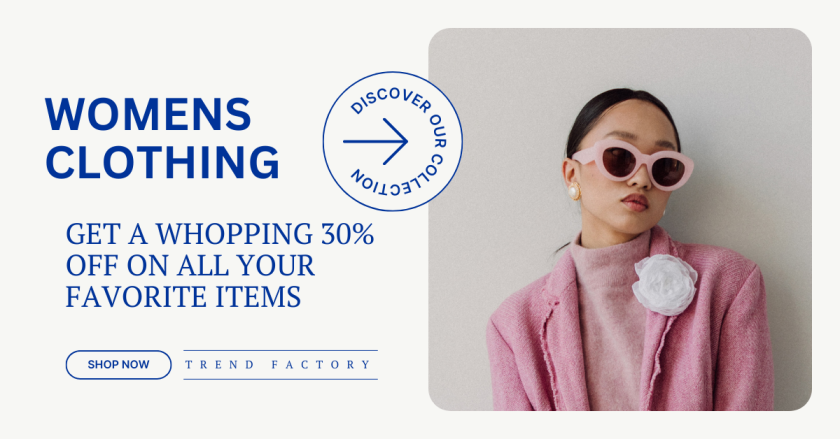 WOMENS
CLOTHING
DISCOVER OUR COLLECTION
GET A WHOPPING 30%
OFF ON ALL YOUR
FAVORITE ITEMS
SHOP NOW
TREND FACTORY